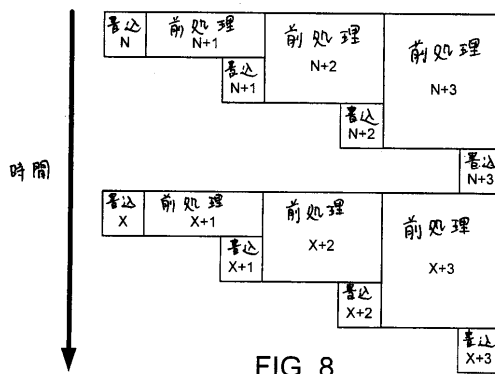 書込
N
前処理
N+1
前処理
N+2
前処理
N+3
書込
N+1
書込
N+2
書込
N+3
時間
書込
X
前処理
X+1
前処理
X+2
前処理
X+3
書込
X+1
書込
X+2
書込
X+3
FIG. 8